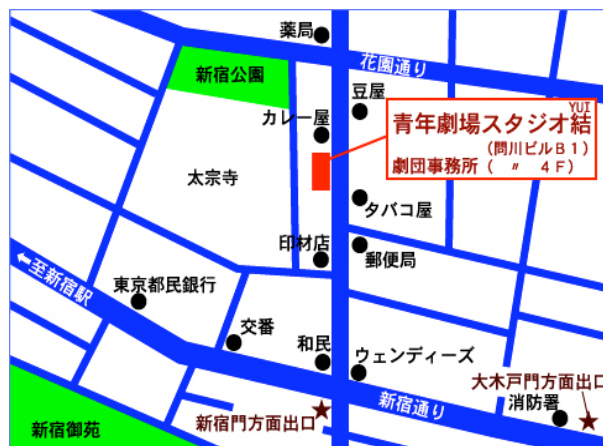 薬局
花園通り
新宿公園
豆屋
カレー屋
YUI
青年劇場スタジオ結
(問川ビルB1)
劇団事務所(〃 4F)
太宗寺
タバコ屋
印材店
郵便局
←至新宿駅
東京都民銀行
交番
和民
ウェンディーズ
新宿通り
大木戸門方面出口
消防署
新宿門方面出口
新宿御苑